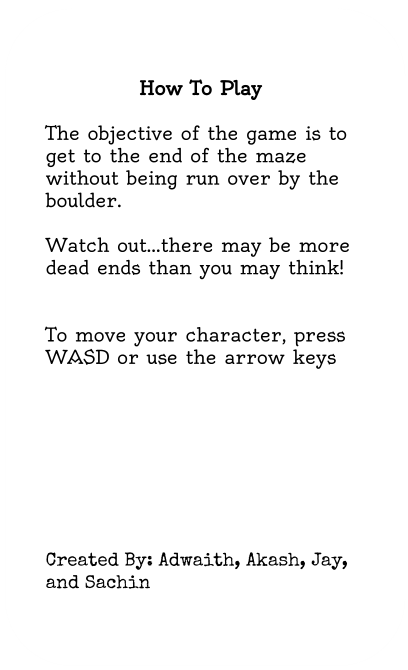 How To Play
The objective of the game is to
get to the end of the maze
without being run over by the
boulder.
Watch out...there may be more
dead ends than you may think!
To move your character, press
WASD or use the arrow keys
Created By: Adwaith, Akash, Jay,
and Sachin